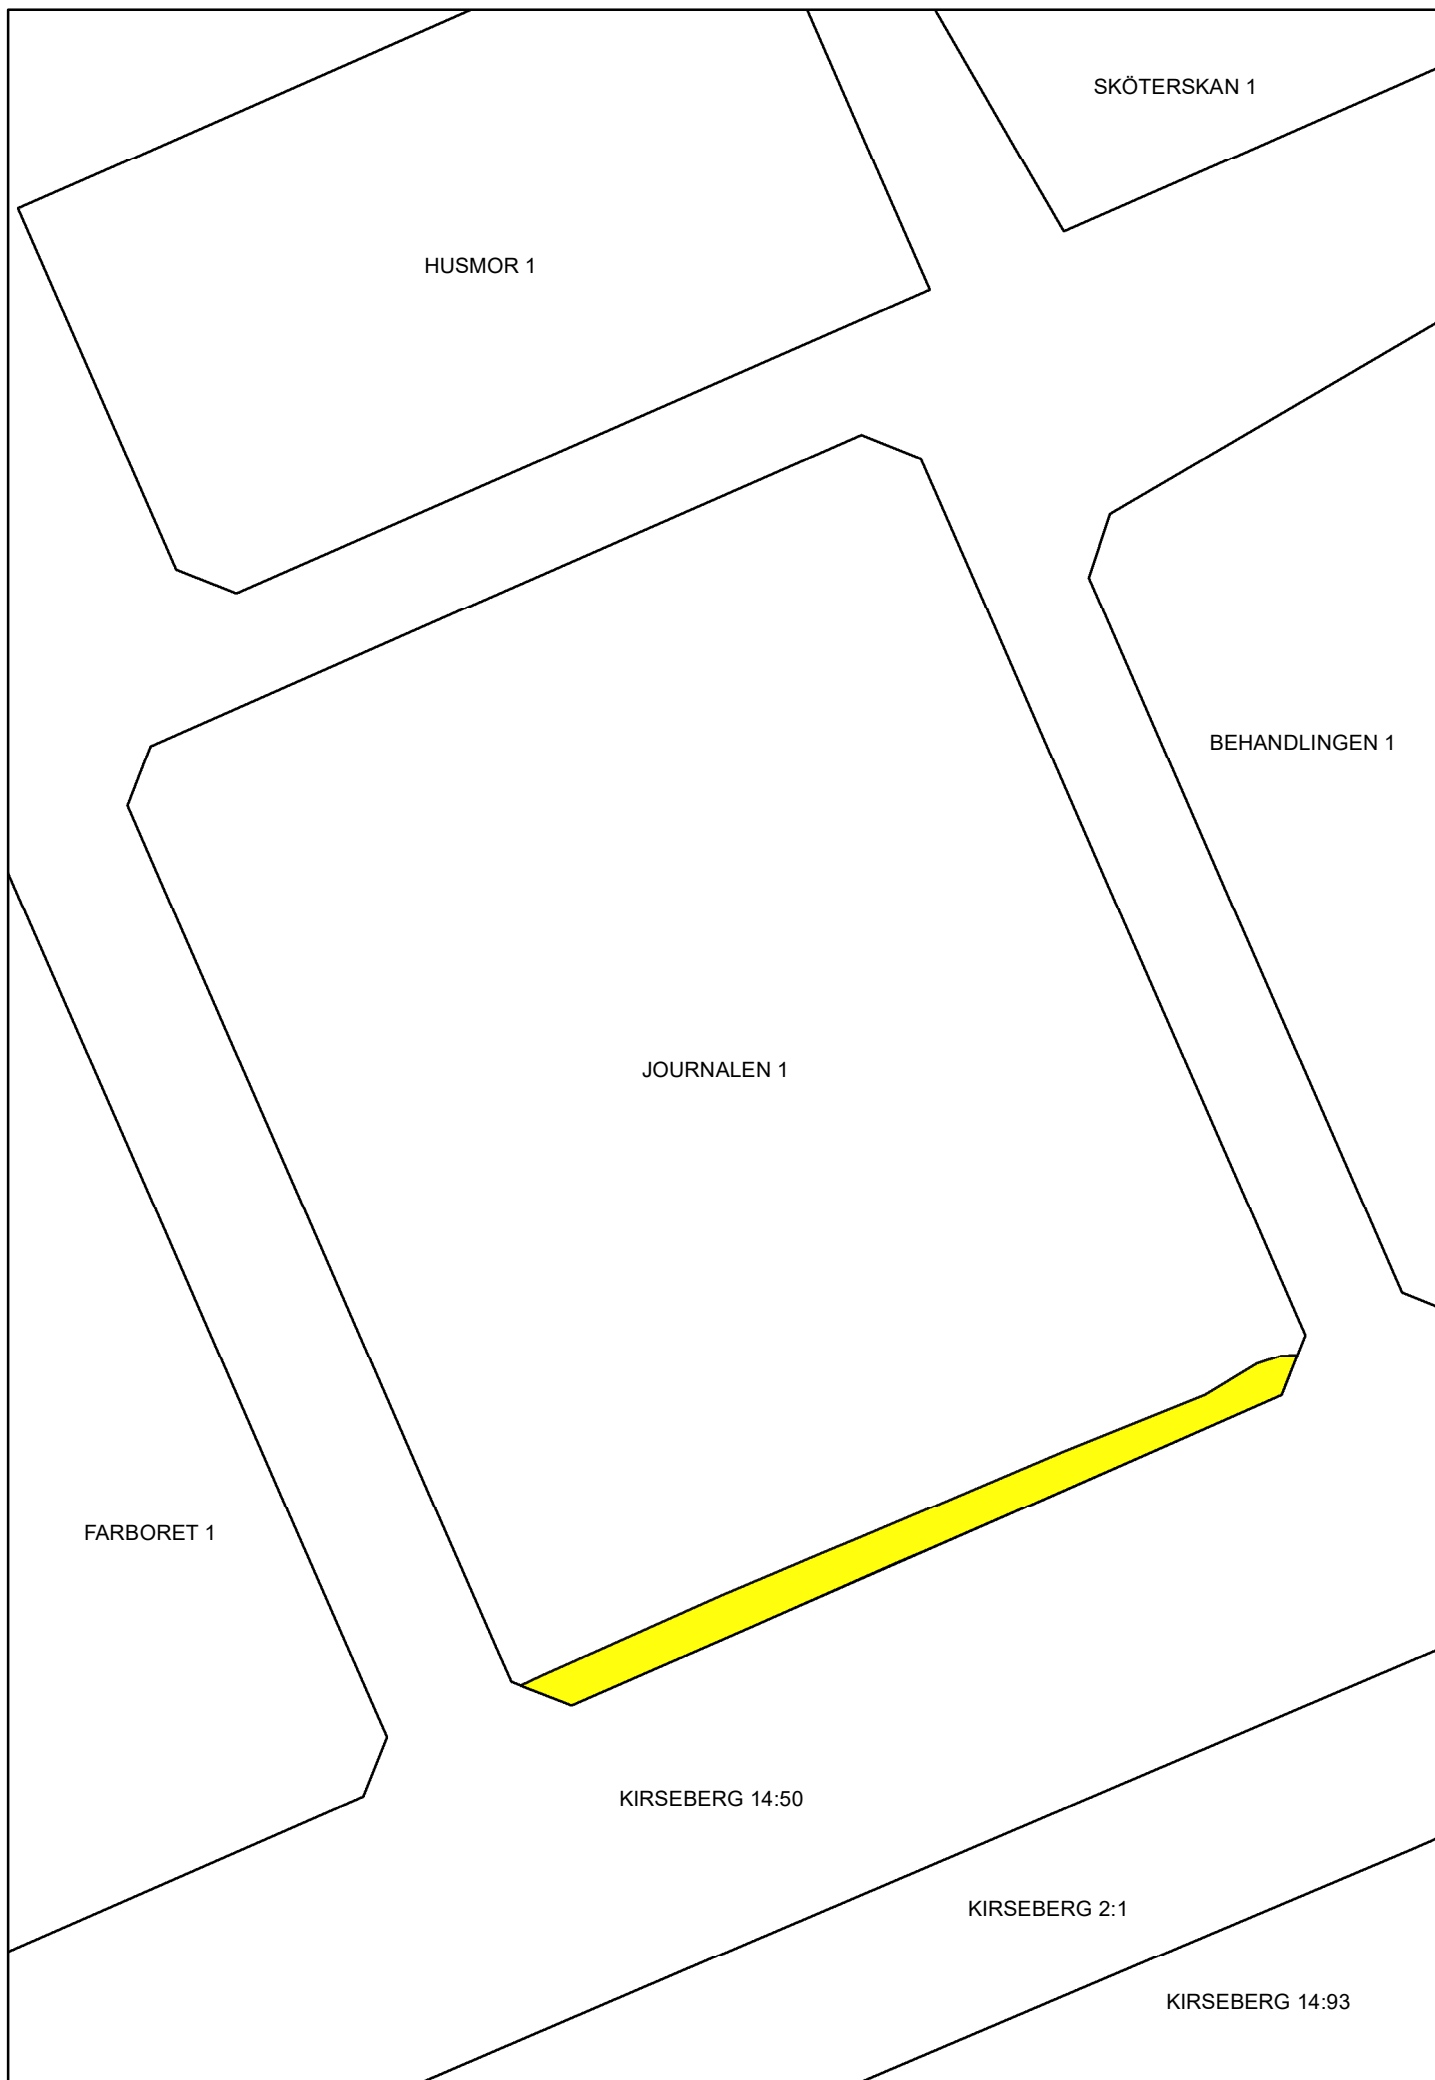 SKÖTERSKAN 1
HUSMOR 1
BEHANDLINGEN 1
JOURNALEN 1
FARBORET 1
KIRSEBERG 14:50
KIRSEBERG 2:1
KIRSEBERG 14:93